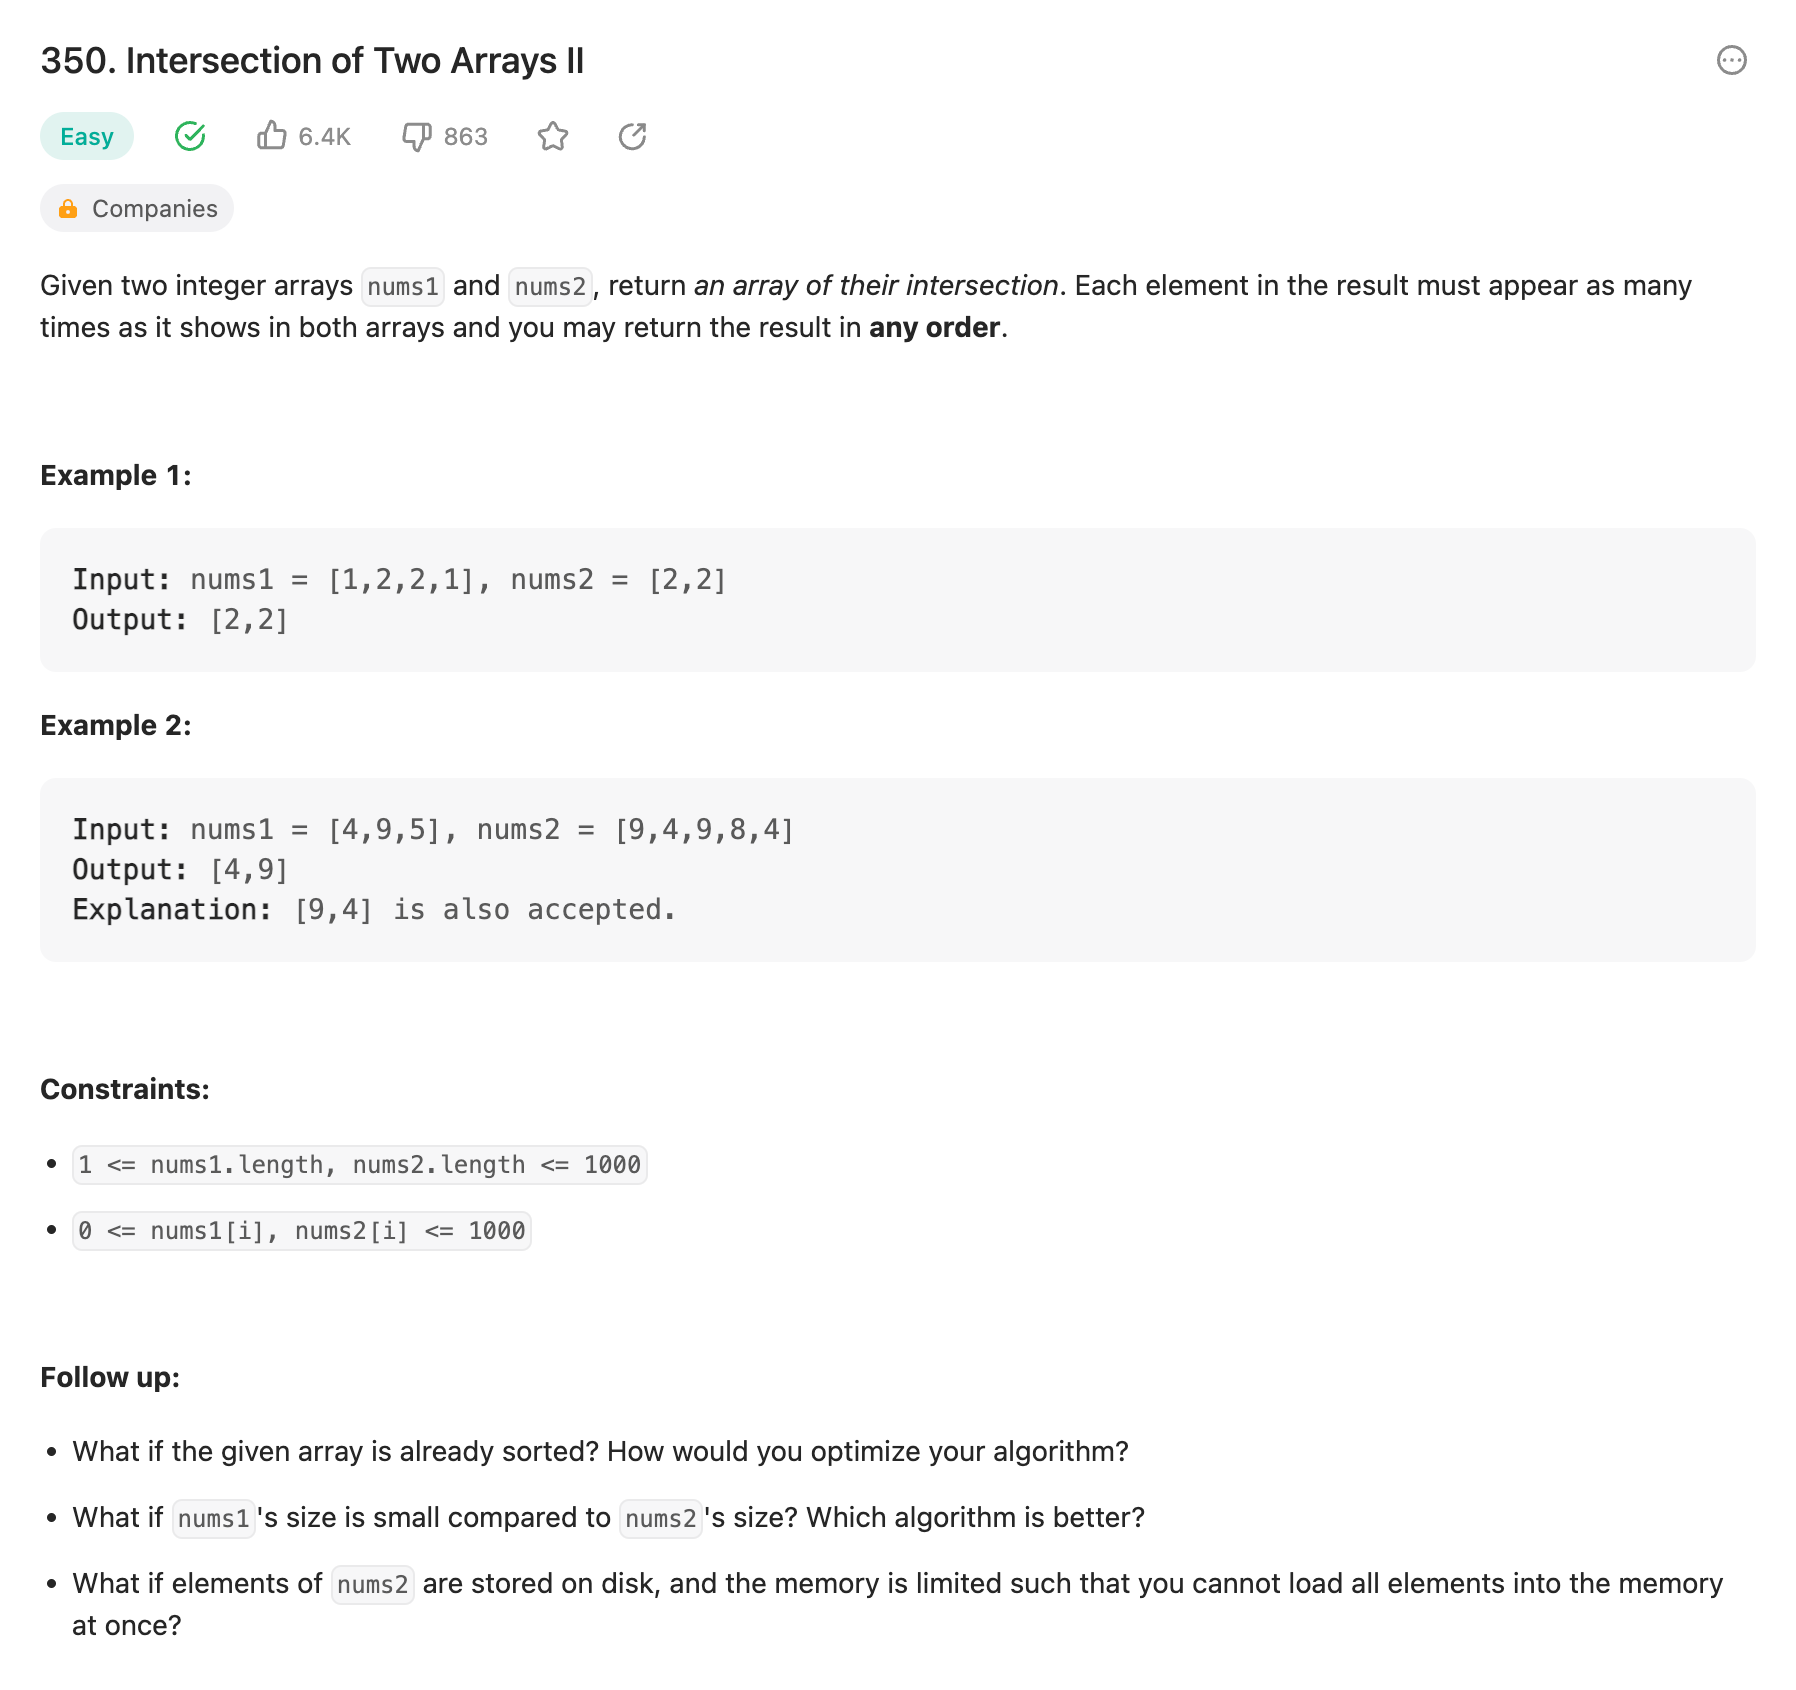 350. Intersection of Two Arrays II
Easy 6.4K 863
Companies
Given two integer arrays nums1 and nums2, return an array of their intersection. Each element in the result must appear as many
times as it shows in both arrays and you may return the result in any order.
Example 1:
Input: nums1 = [1,2,2,1], nums2 = [2,2]
Output: [2,2]
Example 2:
Input: nums1 = [4,9,5], nums2 = [9,4,9,8,4]
Output: [4,9]
Explanation: [9,4] is also accepted.
Constraints:
• 1 <= nums1.length, nums2.length <= 1000
• 0 <= nums1[i], nums2[i] <= 1000
Follow up:
• What if the given array is already sorted? How would you optimize your algorithm?
• What if nums1's size is small compared to nums2's size? Which algorithm is better?
• What if elements of nums2 are stored on disk, and the memory is limited such that you cannot load all elements into the memory
at once?